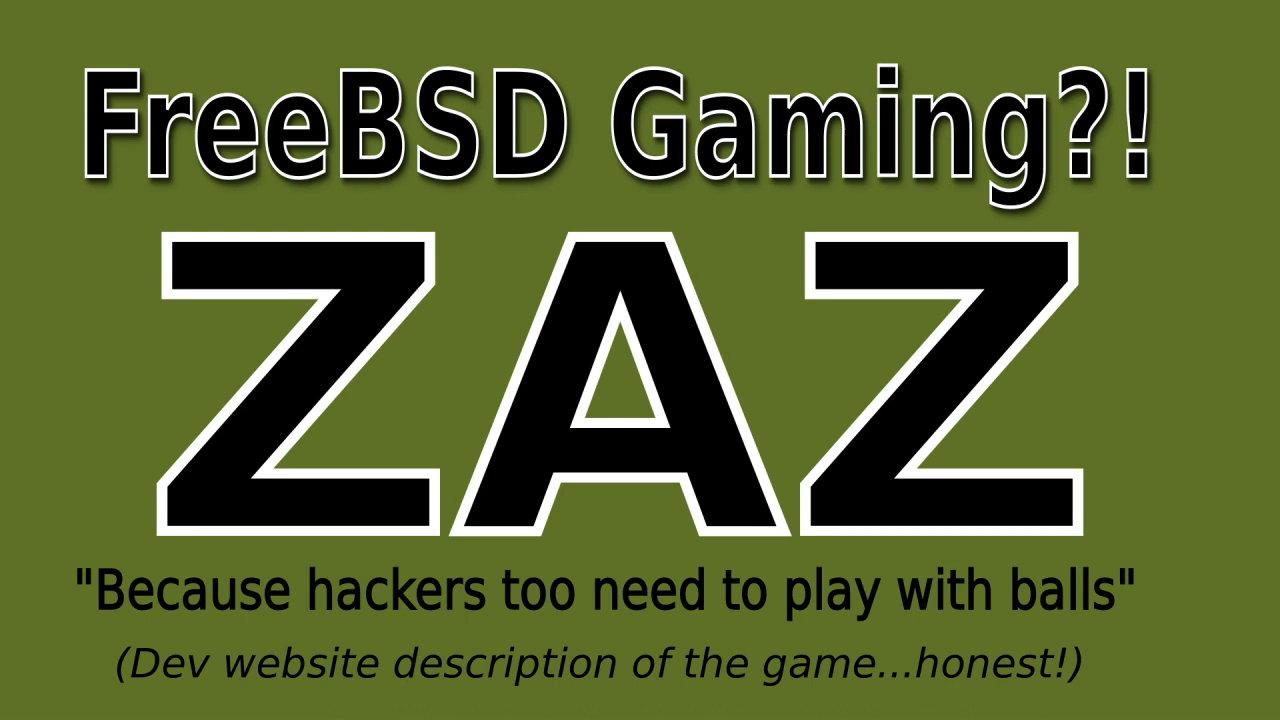 FreeBSD Gaming?!
ZAZ
"Because hackers too need to play with balls"
(Dev website description of the game...honest!)